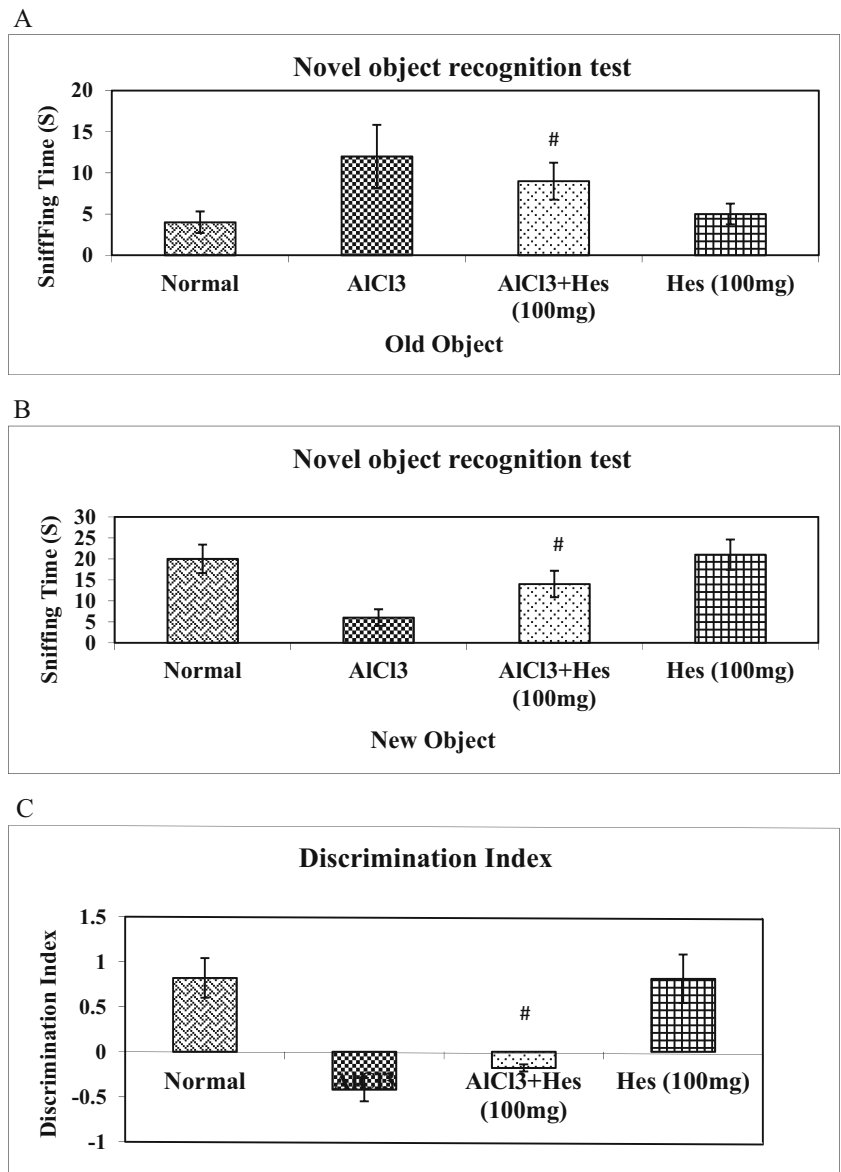 A
Novel object recognition test
SniffFing Time (S)
20
15
10
5
0
#
Normal
AlCl3
AlCl3+Hes
(100mg)
Hes (100mg)
Old Object
B
Novel object recognition test
Sniffing Time (S)
30
25
20
15
10
5
0
#
Normal
AlCl3
AlCl3+Hes
(100mg)
Hes (100mg)
New Object
C
Discrimination Index
Discrimination Index
1.5
1
0.5
0
-0.5
-1
#
Normal
AlCl3
AlCl3+Hes
(100mg)
Hes (100mg)